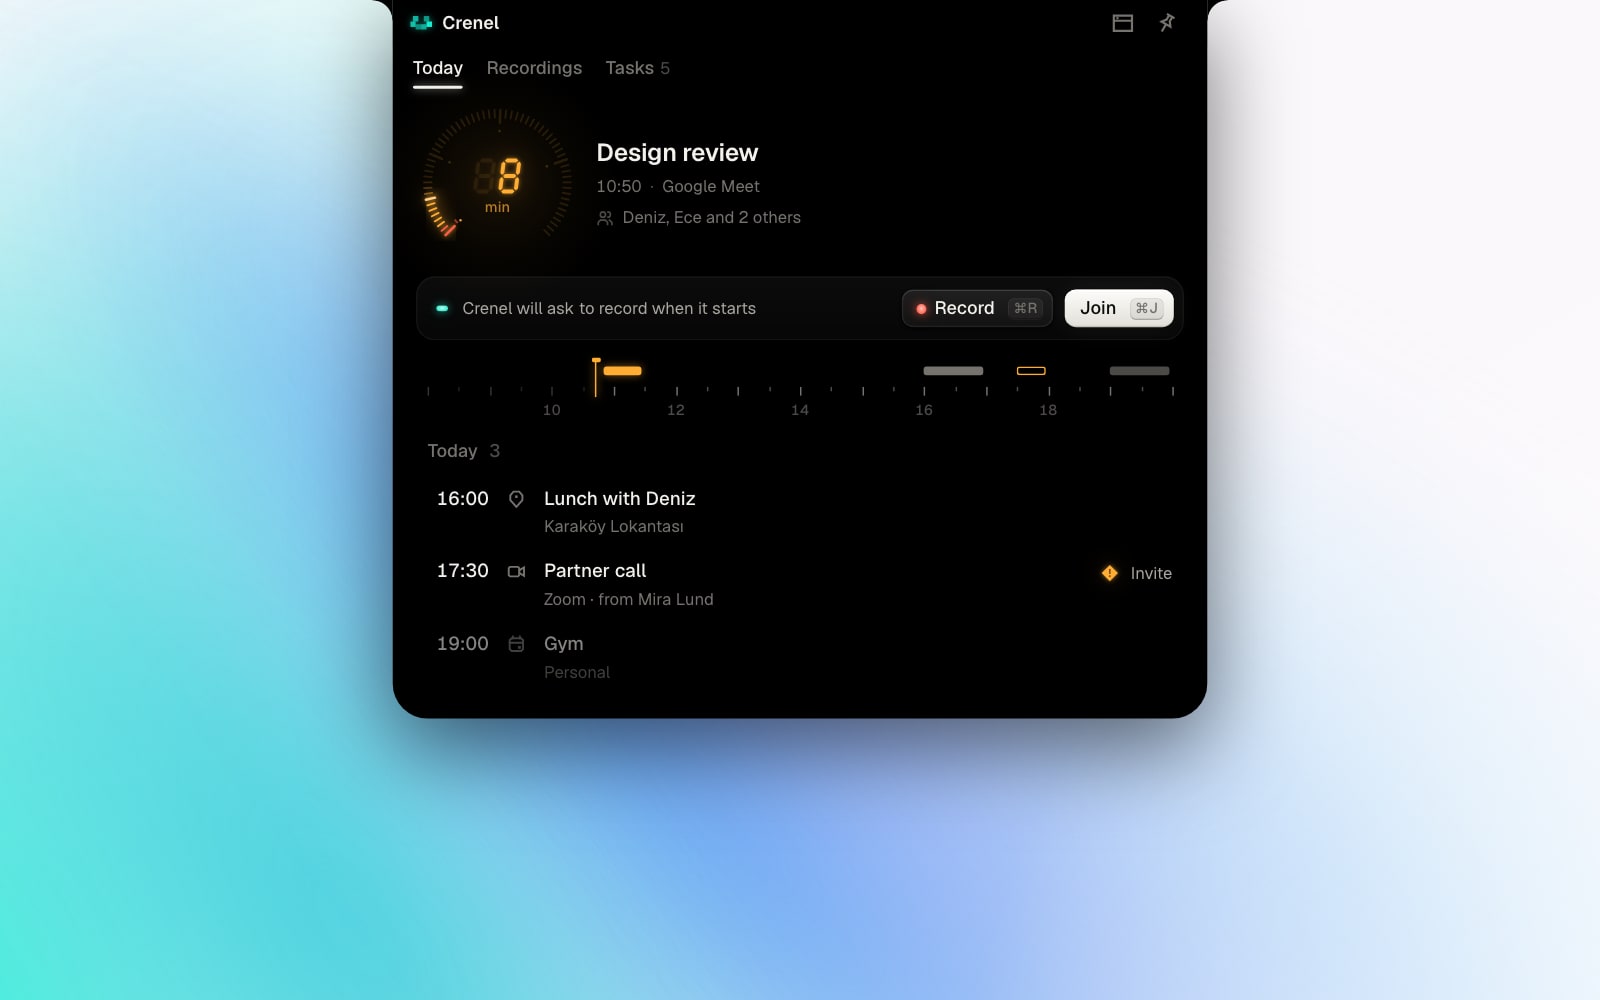 Crenel
Today Recordings Tasks 5
8
min
Design review
10:50 · Google Meet
Deniz, Ece and 2 others
Crenel will ask to record when it starts Record ⌘R Join ⌘J
10 12 14 16 18
Today 3
16:00 Lunch with Deniz
Karaköy Lokantası
17:30 Partner call Invite
Zoom · from Mira Lund
19:00 Gym
Personal